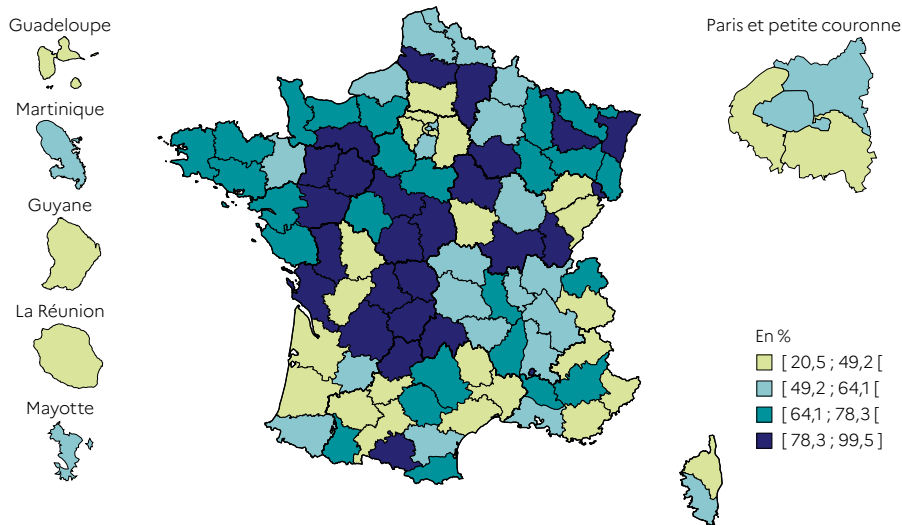 Guadeloupe
Martinique
Guyane
La Réunion
Mayotte
Paris et petite couronne
En %
[ 20,5 ; 49,2 [
[ 49,2 ; 64,1 [
[ 64,1 ; 78,3 [
[ 78,3 ; 99,5 ]